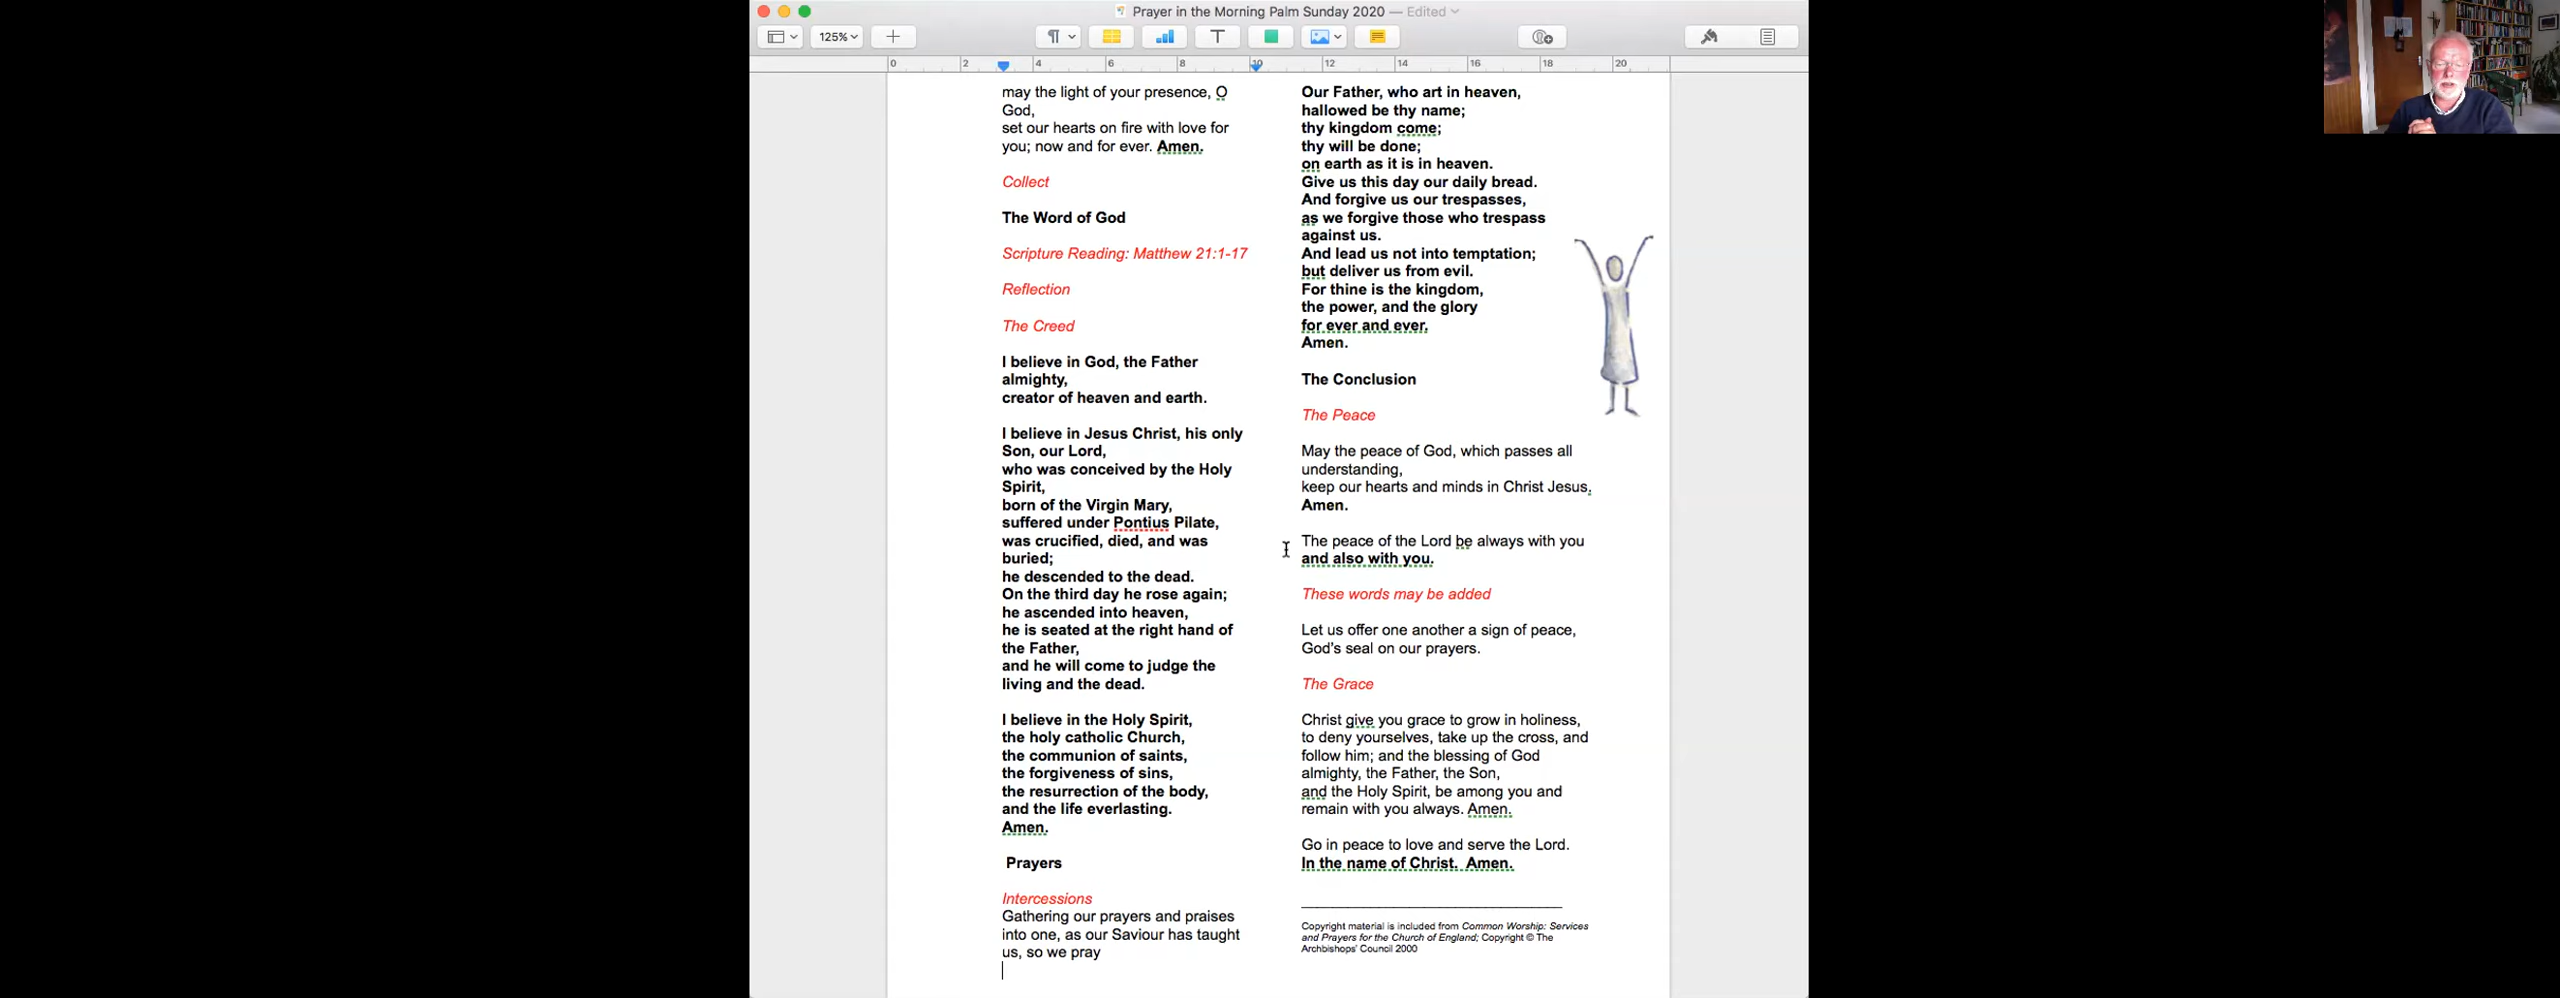 Prayer in the Morning Palm Sunday 2020 — Edited
125%
0 2 4 6 8 10 12 14 16 18 20
may the light of your presence, O
God,
set our hearts on fire with love for
you; now and for ever. Amen.
Collect
The Word of God
Scripture Reading: Matthew 21:1-17
Reflection
The Creed
I believe in God, the Father
almighty,
creator of heaven and earth.
I believe in Jesus Christ, his only
Son, our Lord,
who was conceived by the Holy
Spirit,
born of the Virgin Mary,
suffered under Pontius Pilate,
was crucified, died, and was
buried;
he descended to the dead.
On the third day he rose again;
he ascended into heaven,
he is seated at the right hand of
the Father,
and he will come to judge the
living and the dead.
I believe in the Holy Spirit,
the holy catholic Church,
the communion of saints,
the forgiveness of sins,
the resurrection of the body,
and the life everlasting.
Amen.
Prayers
Intercessions
Gathering our prayers and praises
into one, as our Saviour has taught
us, so we pray
Our Father, who art in heaven,
hallowed be thy name;
thy kingdom come;
thy will be done;
on earth as it is in heaven.
Give us this day our daily bread.
And forgive us our trespasses,
as we forgive those who trespass
against us.
And lead us not into temptation;
but deliver us from evil.
For thine is the kingdom,
the power, and the glory
for ever and ever.
Amen.
The Conclusion
The Peace
May the peace of God, which passes all
understanding,
keep our hearts and minds in Christ Jesus.
Amen.
The peace of the Lord be always with you
and also with you.
These words may be added
Let us offer one another a sign of peace,
God's seal on our prayers.
The Grace
Christ give you grace to grow in holiness,
to deny yourselves, take up the cross, and
follow him; and the blessing of God
almighty, the Father, the Son,
and the Holy Spirit, be among you and
remain with you always. Amen.
Go in peace to love and serve the Lord.
In the name of Christ. Amen.
Copyright material is included from Common Worship: Services
and Prayers for the Church of England; Copyright © The
Archbishops' Council 2000